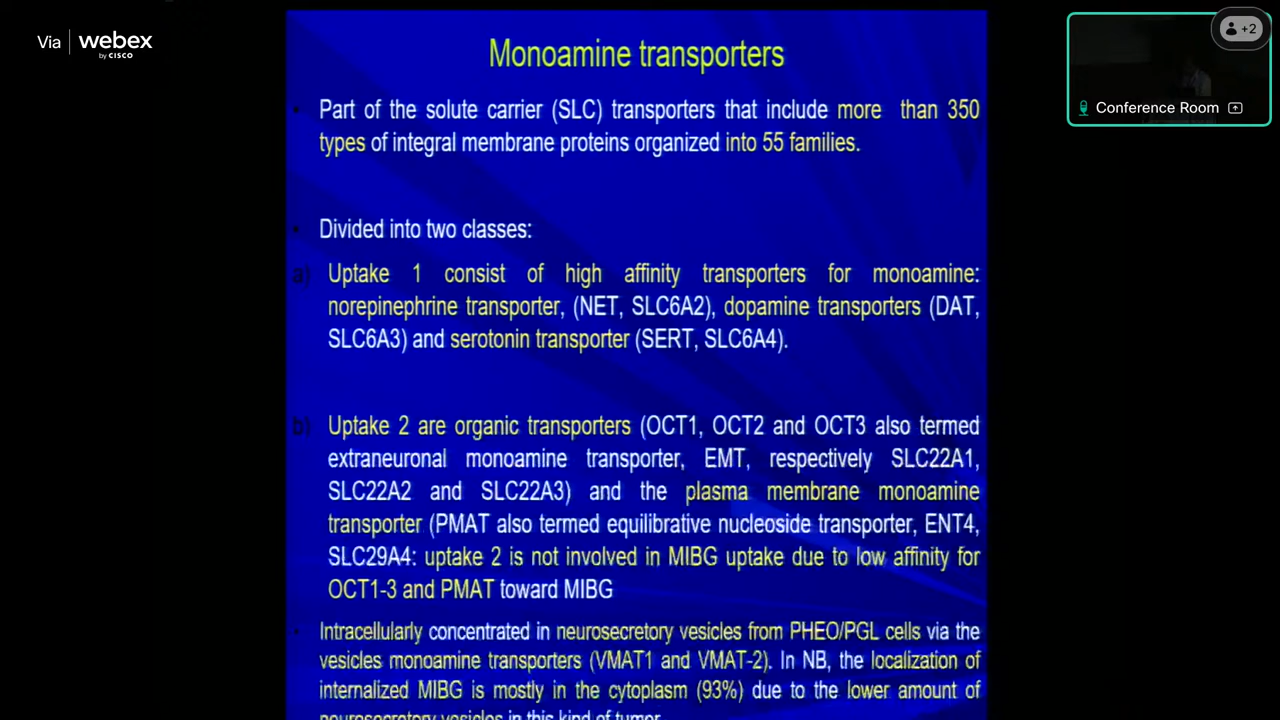 Via webex
by CISCO
+2
Conference Room
Monoamine transporters
• Part of the solute carrier (SLC) transporters that include more than 350
types of integral membrane proteins organized into 55 families.
• Divided into two classes:
a) Uptake 1 consist of high affinity transporters for monoamine:
norepinephrine transporter, (NET, SLC6A2), dopamine transporters (DAT,
SLC6A3) and serotonin transporter (SERT, SLC6A4).
b) Uptake 2 are organic transporters (OCT1, OCT2 and OCT3 also termed
extraneuronal monoamine transporter, EMT, respectively SLC22A1,
SLC22A2 and SLC22A3) and the plasma membrane monoamine
transporter (PMAT also termed equilibrative nucleoside transporter, ENT4,
SLC29A4: uptake 2 is not involved in MIBG uptake due to low affinity for
OCT1-3 and PMAT toward MIBG
• Intracellularly concentrated in neurosecretory vesicles from PHEO/PGL cells via the
vesicles monoamine transporters (VMAT1 and VMAT-2). In NB, the localization of
internalized MIBG is mostly in the cytoplasm (93%) due to the lower amount of
neurosecretory vesicles in this kind of tumor